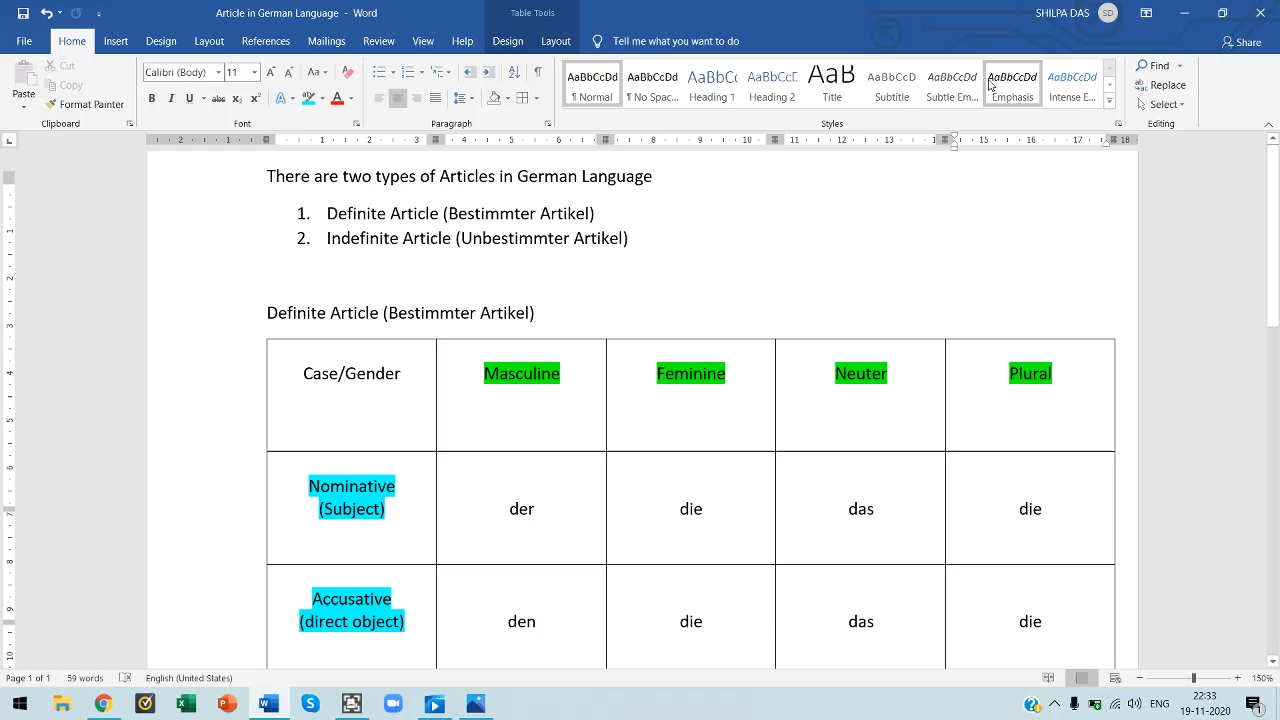 Table Tools
SHILPA DAS SD
File Home Insert Draw Design Layout References Mailings Review View Help Design Layout Tell me what you want to do
Share
Paste
Cut
Copy
Format Painter
Clipboard
Calibri (Body) 11
Font
Paragraph
AaBbCcDd AaBbCcDd AaBbCc AaBbCcD AaB AaBbCcD AaBbCcDd AaBbCcDd AaBbCcDd
¶ Normal ¶ No Spac... Heading 1 Heading 2 Title Subtitle Subtle Em... Emphasis Intense E...
Styles
Find
Replace
Select
Editing
There are two types of Articles in German Language
1. Definite Article (Bestimmter Artikel)
2. Indefinite Article (Unbestimmter Artikel)
Definite Article (Bestimmter Artikel)
Case/Gender Masculine Feminine Neuter Plural
Nominative
(Subject) der die das die
Accusative
(direct object) den die das die
Page 1 of 1 59 words English (United States) 150%
ENG
22:33
19-11-2020